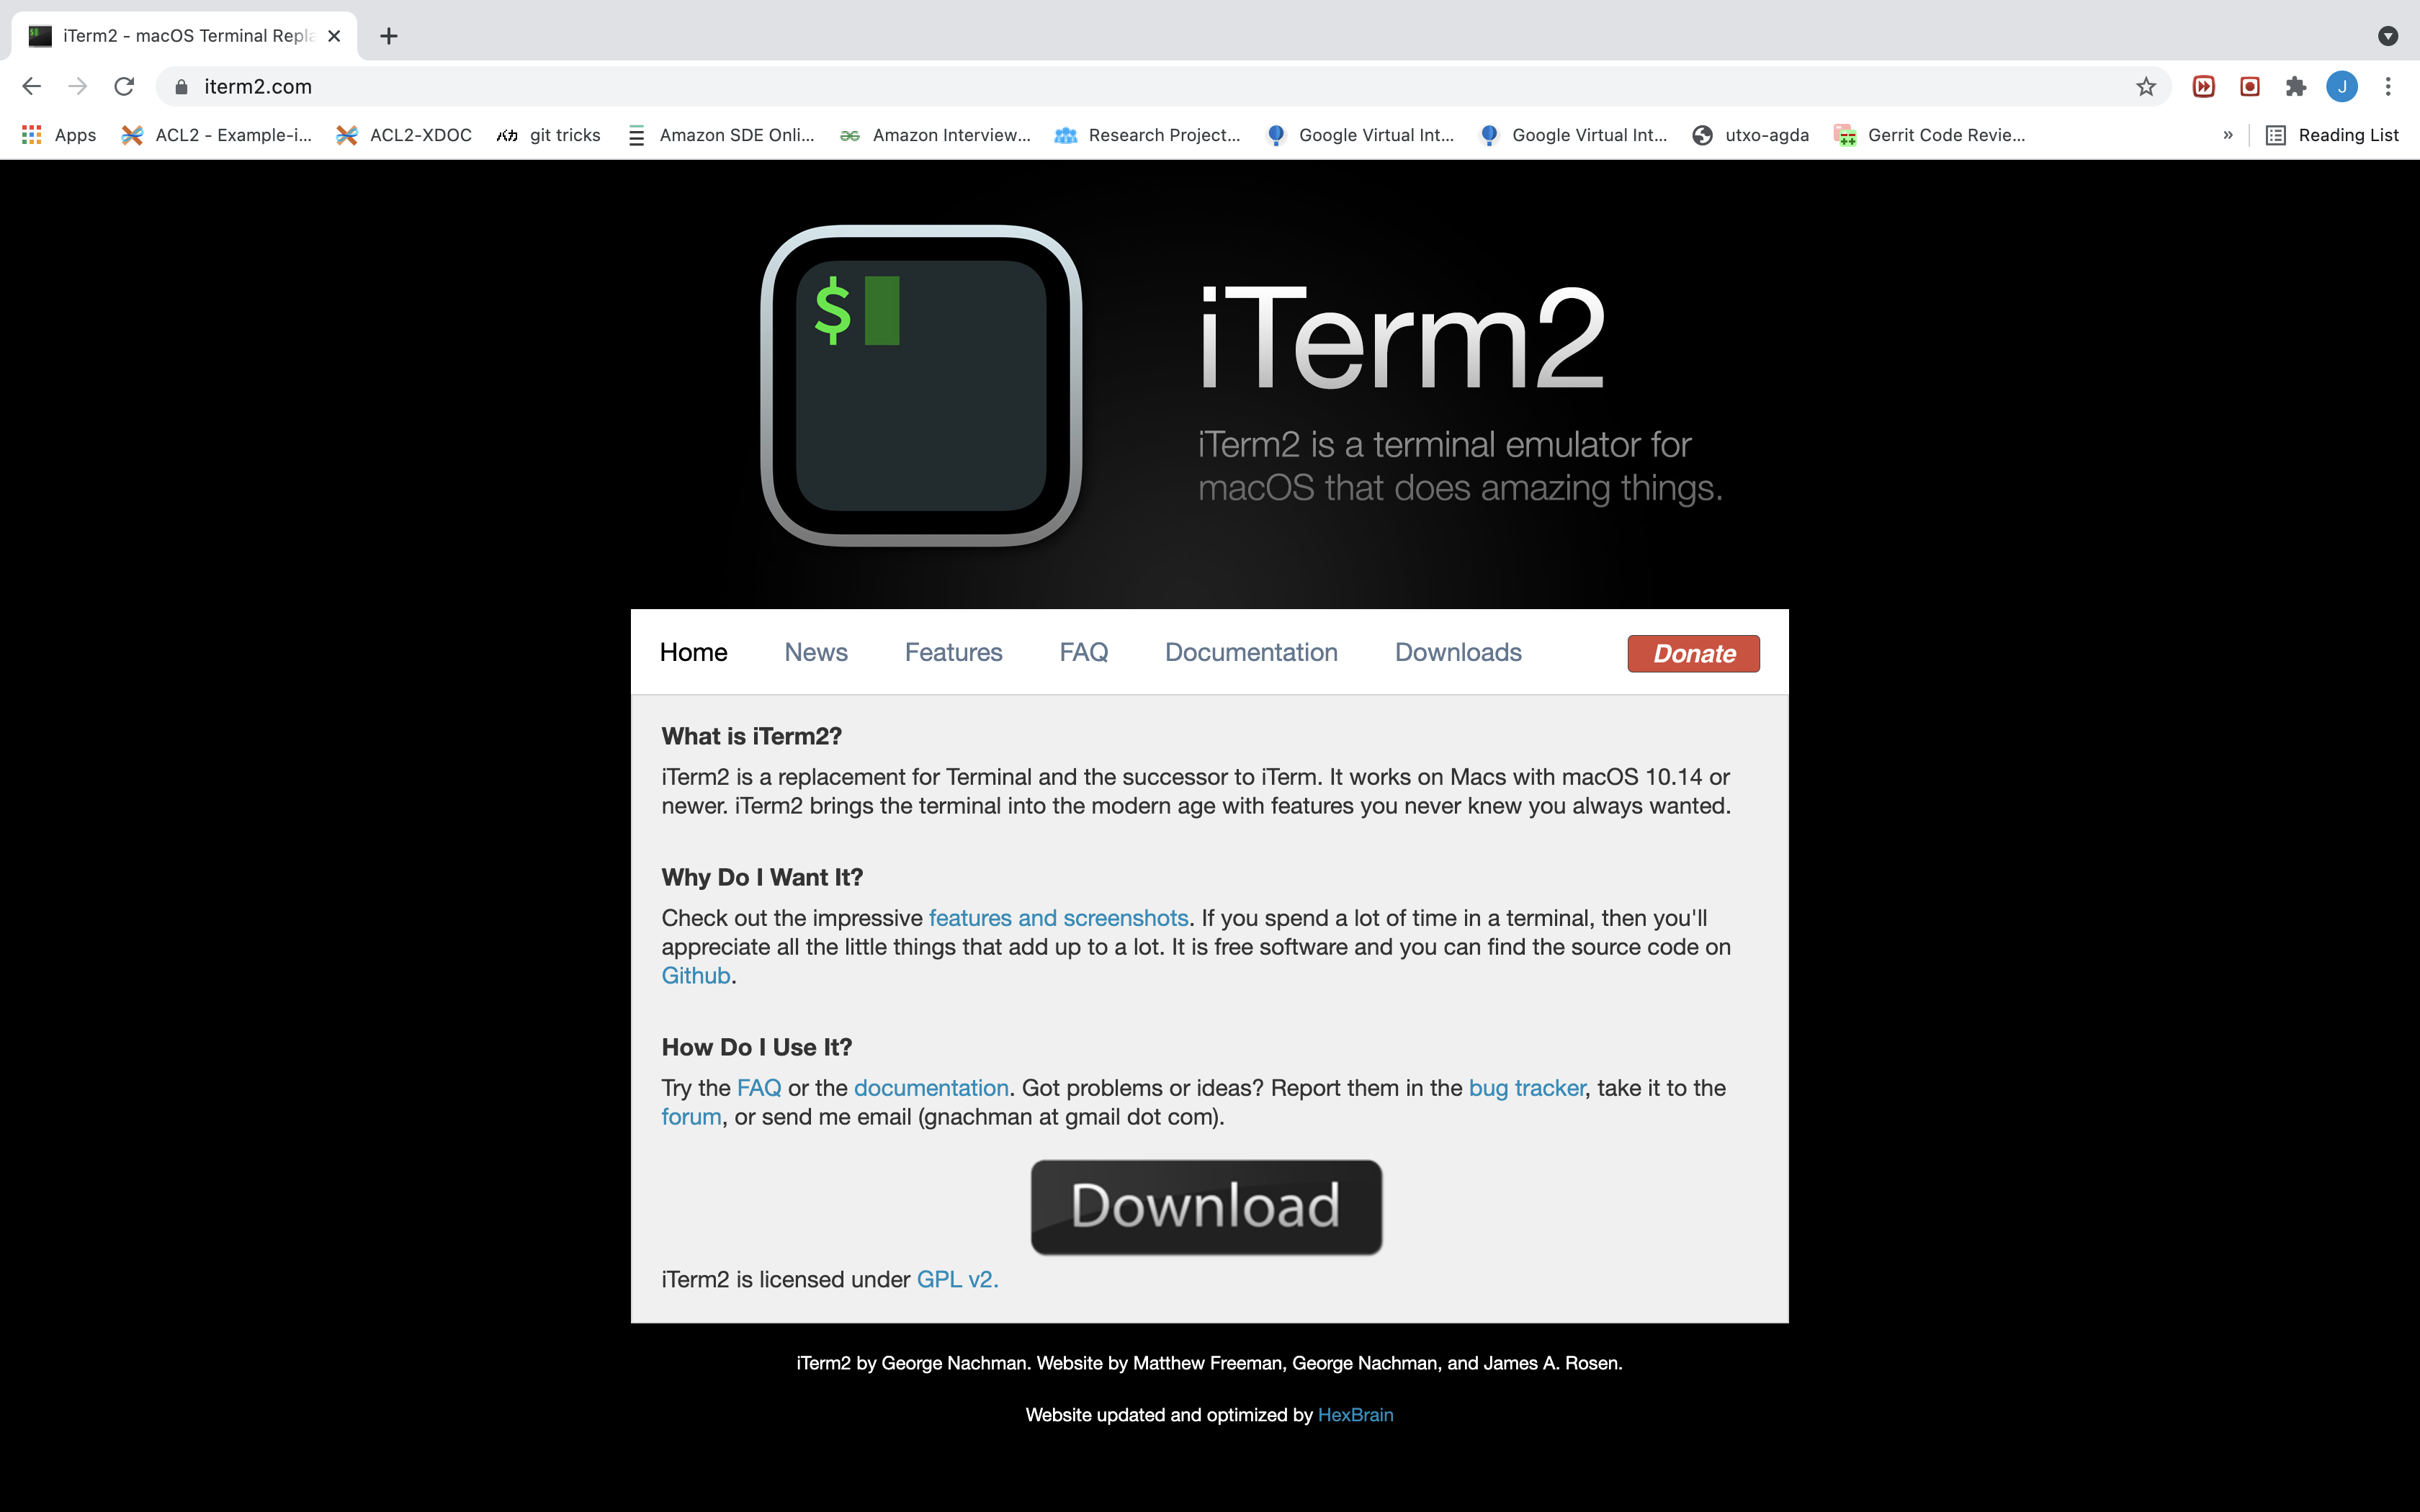 iTerm2 - macOS Terminal Repla
iterm2.com
J
Apps
ACL2 - Example-i...
ACL2-XDOC
git tricks
Amazon SDE Onli...
Amazon Interview...
Research Project...
Google Virtual Int...
Google Virtual Int...
utxo-agda
Gerrit Code Revie...
»
Reading List
$
iTerm2
iTerm2 is a terminal emulator for
macOS that does amazing things.
Home
News
Features
FAQ
Documentation
Downloads
Donate
What is iTerm2?
iTerm2 is a replacement for Terminal and the successor to iTerm. It works on Macs with macOS 10.14 or
newer. iTerm2 brings the terminal into the modern age with features you never knew you always wanted.
Why Do I Want It?
Check out the impressive features and screenshots. If you spend a lot of time in a terminal, then you'll
appreciate all the little things that add up to a lot. It is free software and you can find the source code on
Github.
How Do I Use It?
Try the FAQ or the documentation. Got problems or ideas? Report them in the bug tracker, take it to the
forum, or send me email (gnachman at gmail dot com).
Download
iTerm2 is licensed under GPL v2.
iTerm2 by George Nachman. Website by Matthew Freeman, George Nachman, and James A. Rosen.
Website updated and optimized by HexBrain